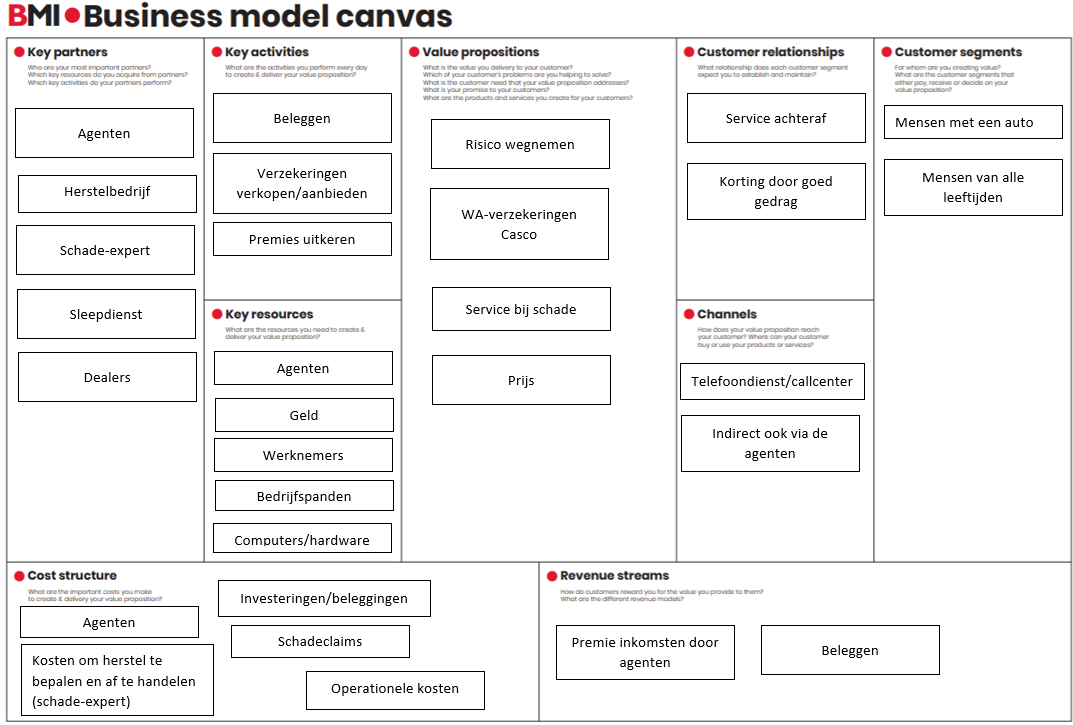 BMI Business model canvas
Key partners
Who are your most important partners?
Which key resources do you acquire from partners?
Which key activities do your partners perform?
Agenten
Herstelbedrijf
Schade-expert
Sleepdienst
Dealers
Key activities
What are the activities you perform every day
to create & deliver your value proposition?
Beleggen
Verzekeringen
verkopen/aanbieden
Premies uitkeren
Key resources
What are the resources you need to create &
deliver your value proposition?
Agenten
Geld
Werknemers
Bedrijfspanden
Computers/hardware
Value propositions
What is the value you delivery to your customer?
Which of your customer's problems are you helping to solve?
What is the customer need that your value proposition addresses?
What is your promise to your customers?
What are the products and services you create for your customers?
Risico wegnemen
WA-verzekeringen
Casco
Service bij schade
Prijs
Customer relationships
What relationship does each customer segment
expect you to establish and maintain?
Service achteraf
Korting door goed
gedrag
Channels
How does your value proposition reach
your customer? Where can your customer
buy or use your products or services?
Telefoondienst/callcenter
Indirect ook via de
agenten
Customer segments
For whom are you creating value?
What are the customer segments that
either pay, receive or decide on your
value proposition?
Mensen met een auto
Mensen van alle
leeftijden
Cost structure
What are the important costs you make
to create & delivery your value proposition?
Agenten
Kosten om herstel te
bepalen en af te handelen
(schade-expert)
Investeringen/beleggingen
Schadeclaims
Operationele kosten
Revenue streams
How do customers reward you for the value you provide to them?
What are the different revenue models?
Premie inkomsten door
agenten
Beleggen